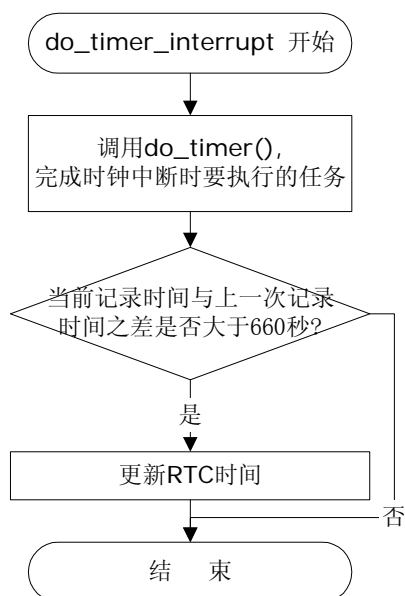 do_timer_interrupt 开始
调用do_timer(),
完成时钟中断时要执行的任务
当前记录时间与上一次记录
时间之差是否大于660秒?
是
更新RTC时间
否
结 束